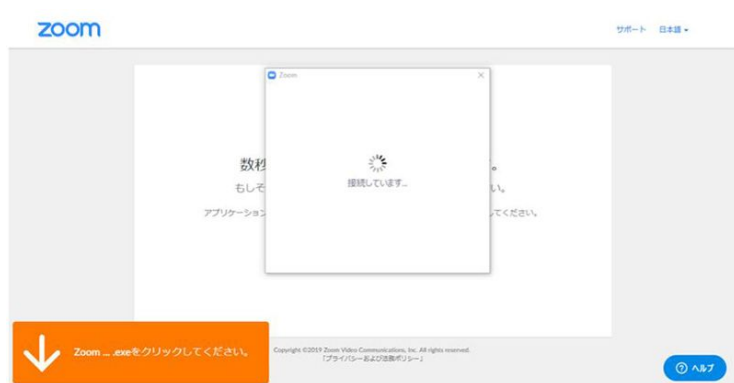 zoom
サポート 日本語
Zoom
数秒 。
接続しています...
もしそ い。
アプリケーション してください。
Zoom ... .exeをクリックしてください。
Copyright ©2019 Zoom Video Communications, Inc. All rights reserved.
「プライバシーおよび法務ポリシー」
ヘルプ